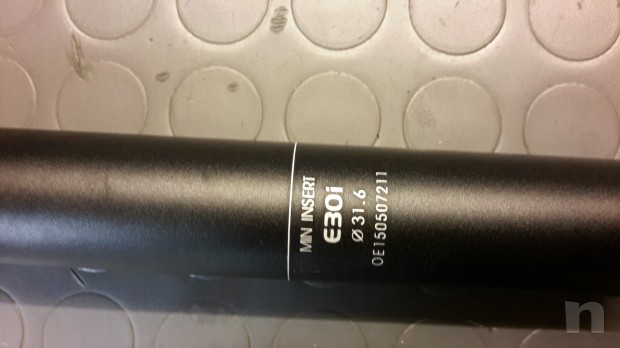 MIN INSERT
E30i
Ø 31.6
OE150507211
n